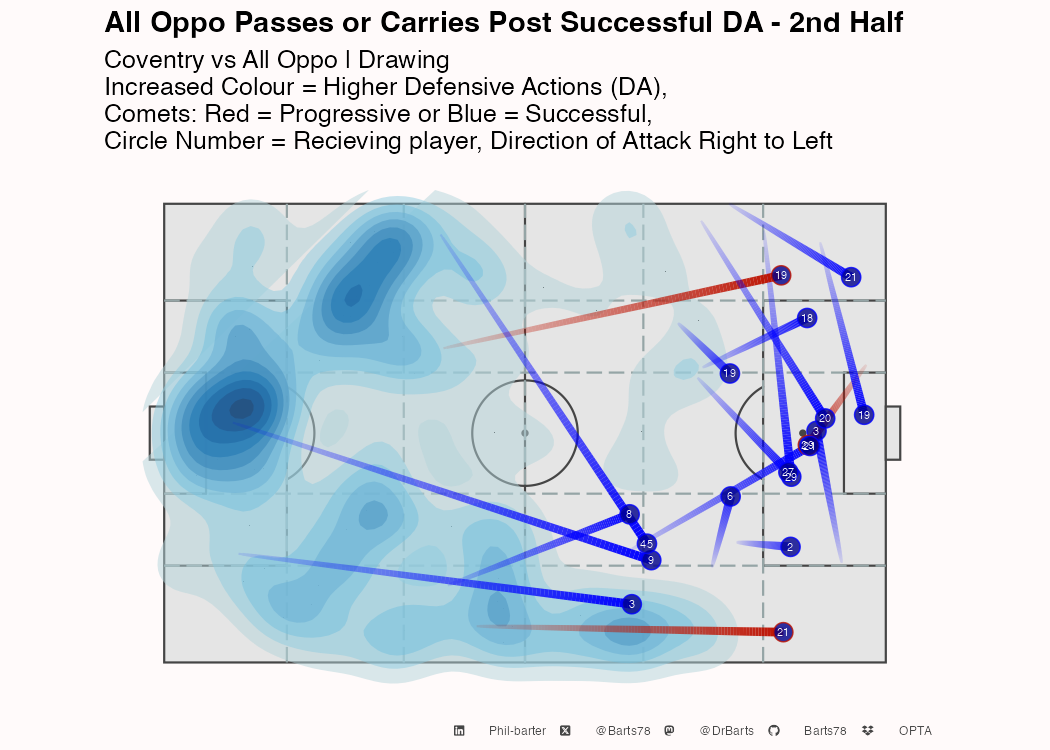 All Oppo Passes or Carries Post Successful DA - 2nd Half
Coventry vs All Oppo | Drawing
Increased Colour = Higher Defensive Actions (DA),
Comets: Red = Progressive or Blue = Successful,
Circle Number = Recieving player, Direction of Attack Right to Left
19
21
18
19
20
19
3
21
27
29
6
8
45
9
2
3
21
Phil-barter @Barts78 @DrBarts Barts78 OPTA